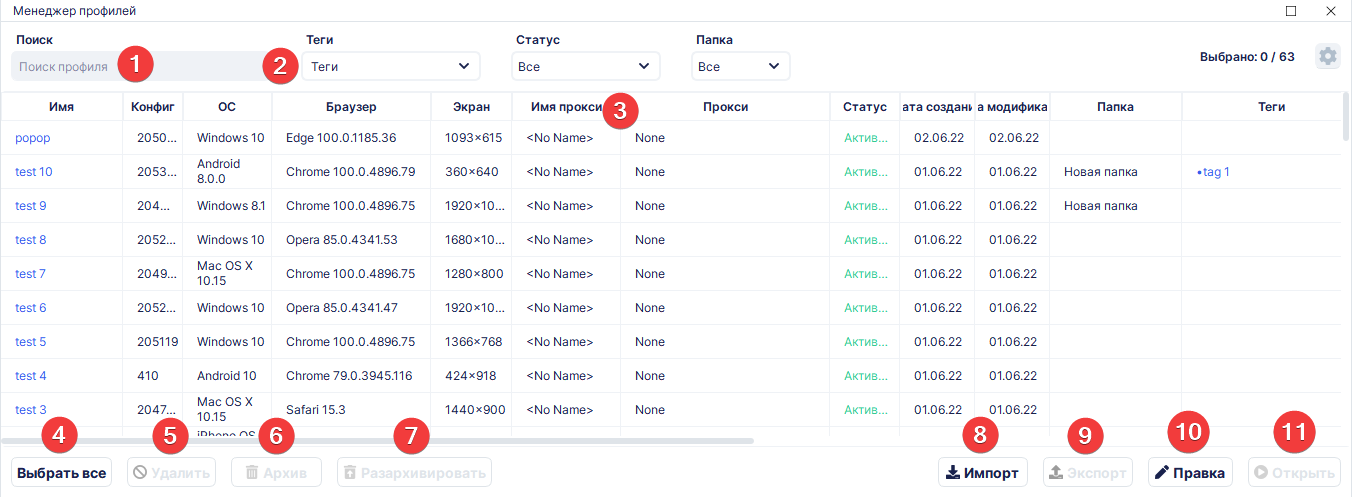 Менеджер профилей
Поиск Теги Статус Папка
Поиск профиля 1 2 Теги Все Все Выбрано: 0 / 63
Имя Конфиг ОС Браузер Экран Имя прокси 3 Прокси Статус ата создани а модифика Папка Теги
popop 2050... Windows 10 Edge 100.0.1185.36 1093×615 <No Name> None Актив... 02.06.22 02.06.22
test 10 2053... Android 8.0.0 Chrome 100.0.4896.79 360×640 <No Name> None Актив... 01.06.22 01.06.22 Новая папка •tag 1
test 9 204... Windows 8.1 Chrome 100.0.4896.75 1920×10... <No Name> None Актив... 01.06.22 01.06.22 Новая папка
test 8 2052... Windows 10 Opera 85.0.4341.53 1680×10... <No Name> None Актив... 01.06.22 01.06.22
test 7 2049... Mac OS X 10.15 Chrome 100.0.4896.75 1280×800 <No Name> None Актив... 01.06.22 01.06.22
test 6 2052... Windows 10 Opera 85.0.4341.47 1920×10... <No Name> None Актив... 01.06.22 01.06.22
test 5 205119 Windows 10 Chrome 100.0.4896.75 1366×768 <No Name> None Актив... 01.06.22 01.06.22
test 4 410 Android 10 Chrome 79.0.3945.116 424×918 <No Name> None Актив... 01.06.22 01.06.22
test 3 2047... Mac OS X 10.15 Safari 15.3 1440×900 <No Name> None Актив... 01.06.22 01.06.22
iPhone OS
4 5 6 7 8 9 10 11
Выбрать все Удалить Архив Разархивировать Импорт Экспорт Правка Открыть